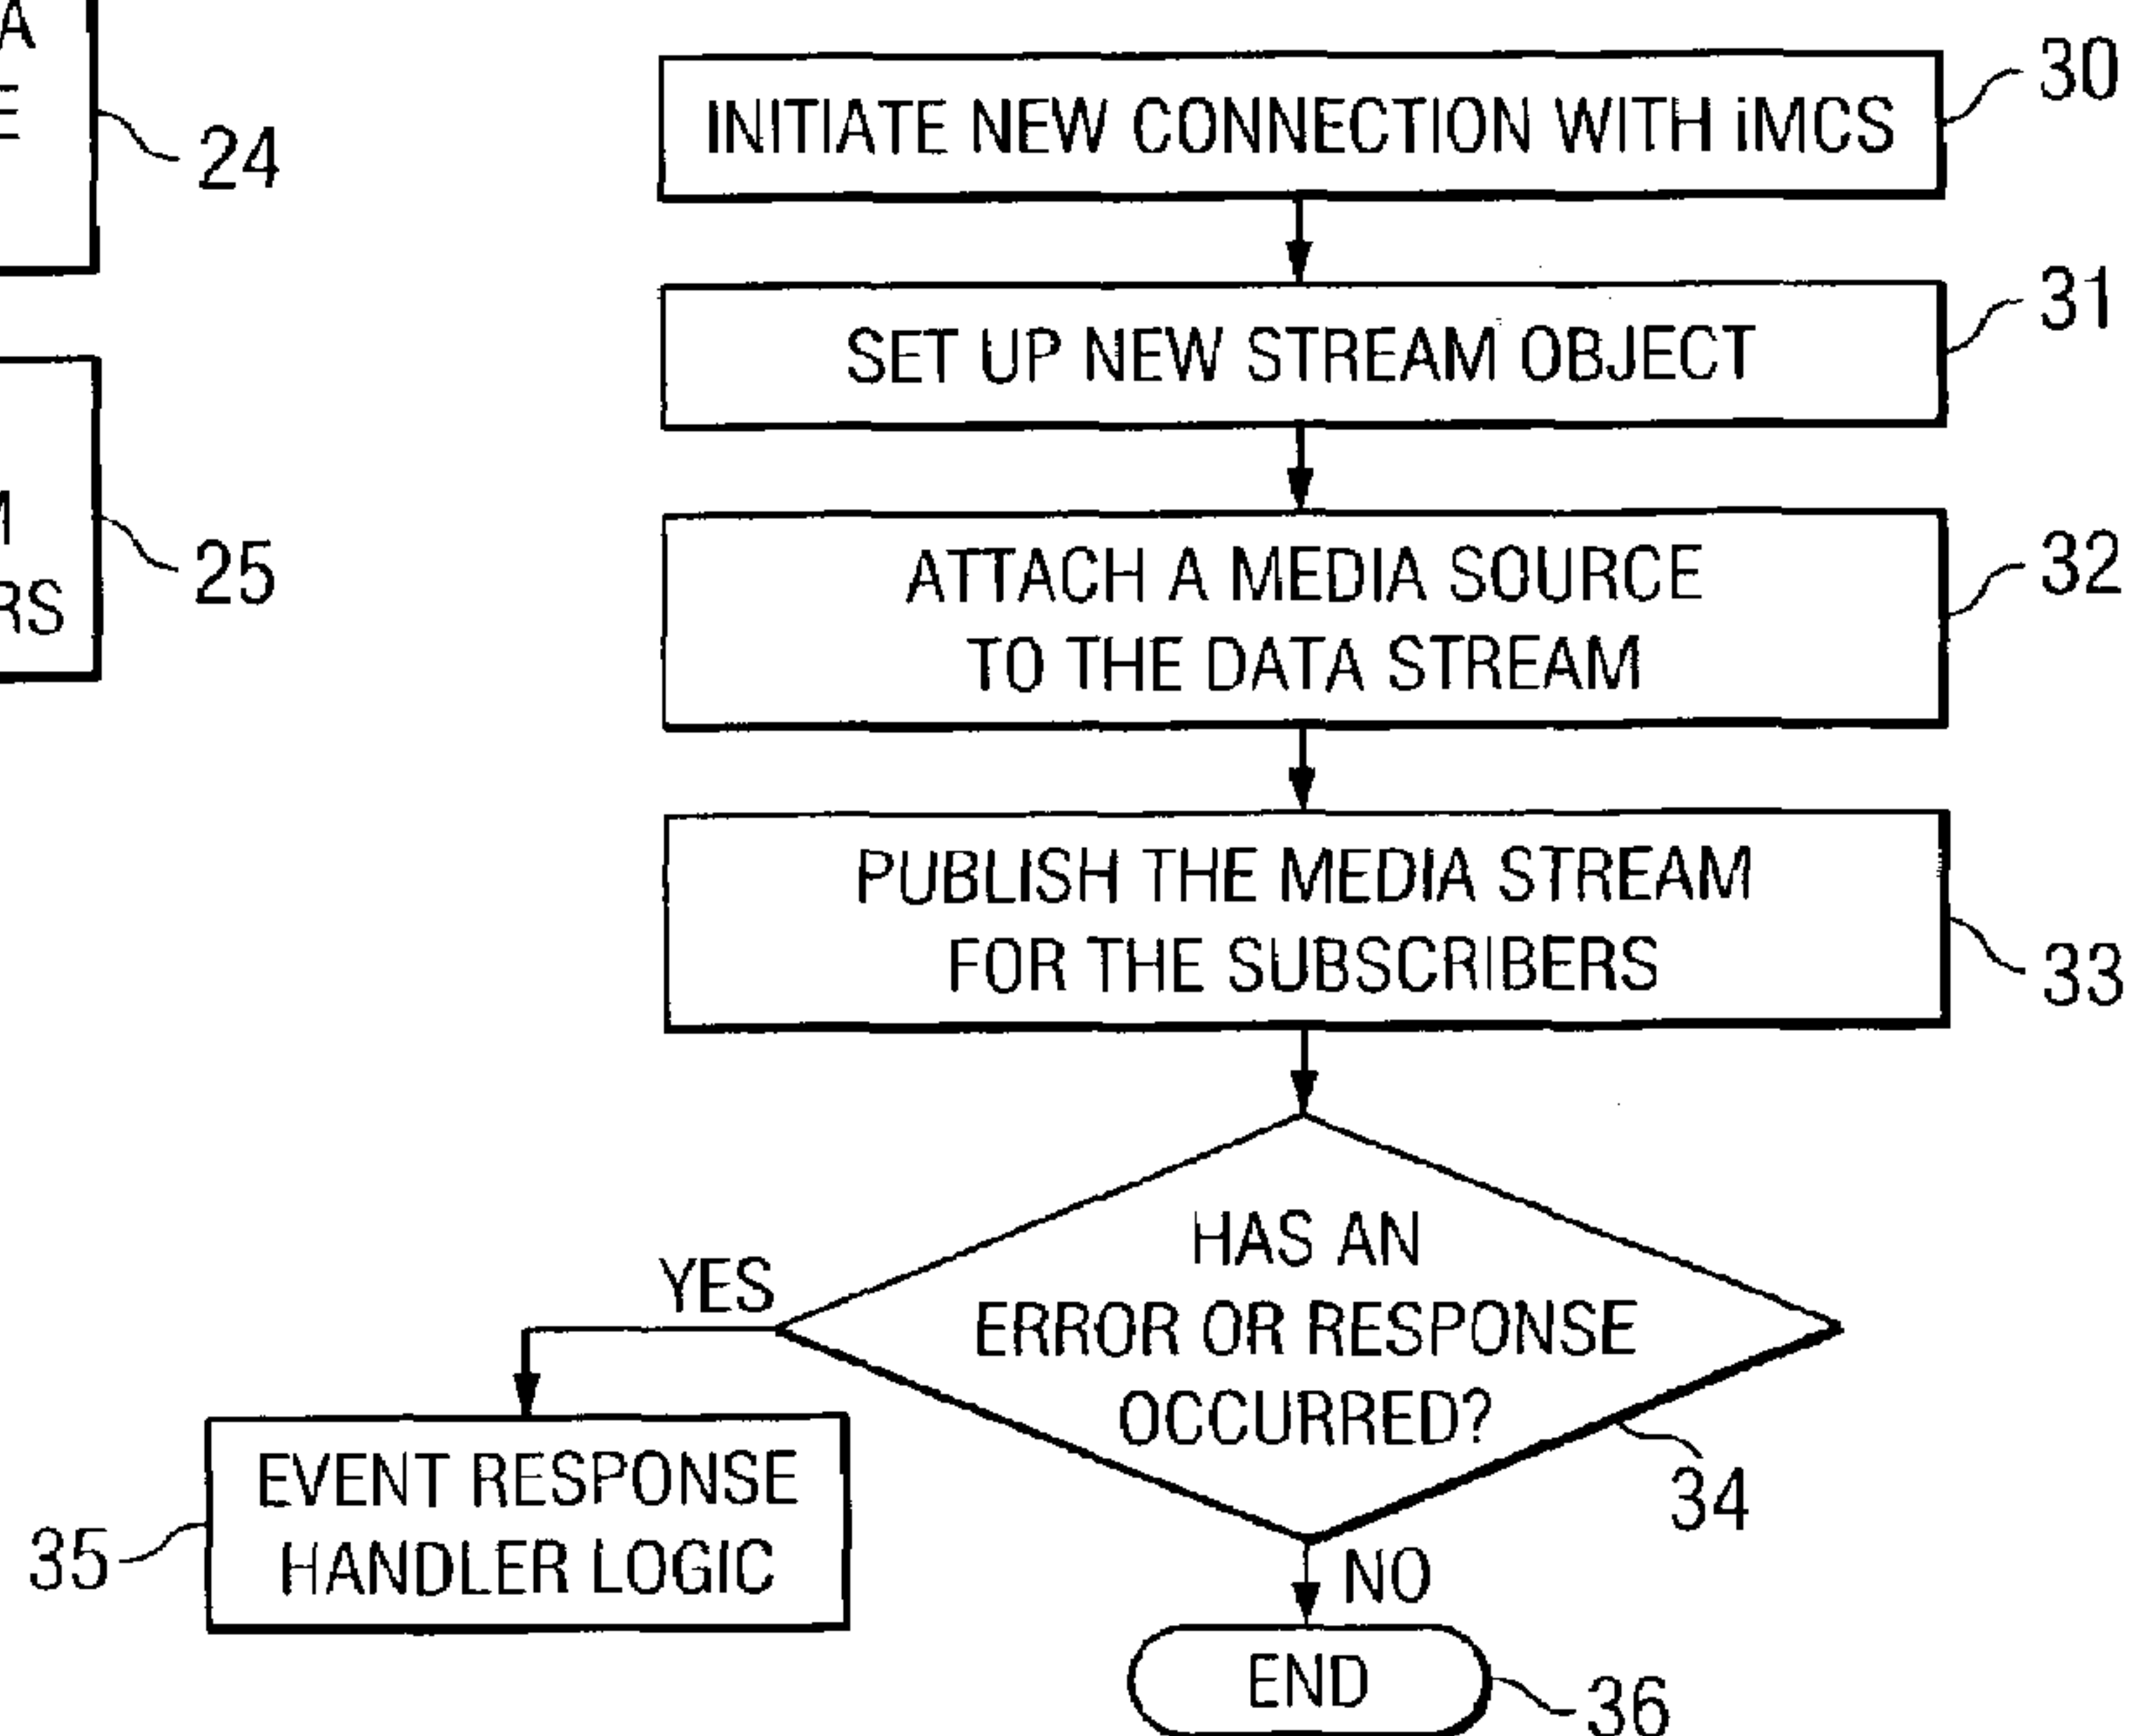 24
25
RS
INITIATE NEW CONNECTION WITH iMCS
30
SET UP NEW STREAM OBJECT
31
ATTACH A MEDIA SOURCE
TO THE DATA STREAM
32
PUBLISH THE MEDIA STREAM
FOR THE SUBSCRIBERS
33
HAS AN
ERROR OR RESPONSE
OCCURRED?
34
YES
EVENT RESPONSE
HANDLER LOGIC
35
NO
END
36